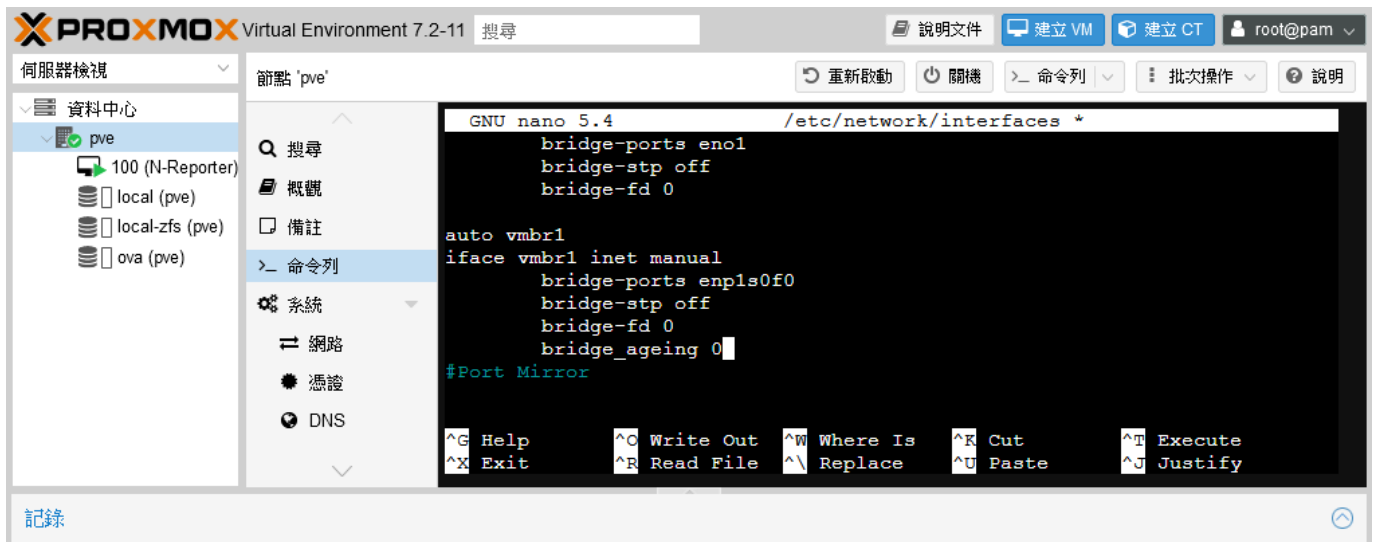 PROXMOX Virtual Environment 7.2-11 搜尋 說明文件 建立 VM 建立 CT root@pam
伺服器檢視
資料中心
pve
100 (N-Reporter)
local (pve)
local-zfs (pve)
ova (pve)
節點 'pve' 重新啟動 關機 >_ 命令列 批次操作 說明
搜尋
概觀
備註
>_ 命令列
系統
網路
憑證
DNS
GNU nano 5.4 /etc/network/interfaces *
bridge-ports eno1
bridge-stp off
bridge-fd 0
auto vmbr1
iface vmbr1 inet manual
bridge-ports enp1s0f0
bridge-stp off
bridge-fd 0
bridge_ageing 0
#Port Mirror
^G Help ^O Write Out ^W Where Is ^K Cut ^T Execute
^X Exit ^R Read File ^\ Replace ^U Paste ^J Justify
記錄